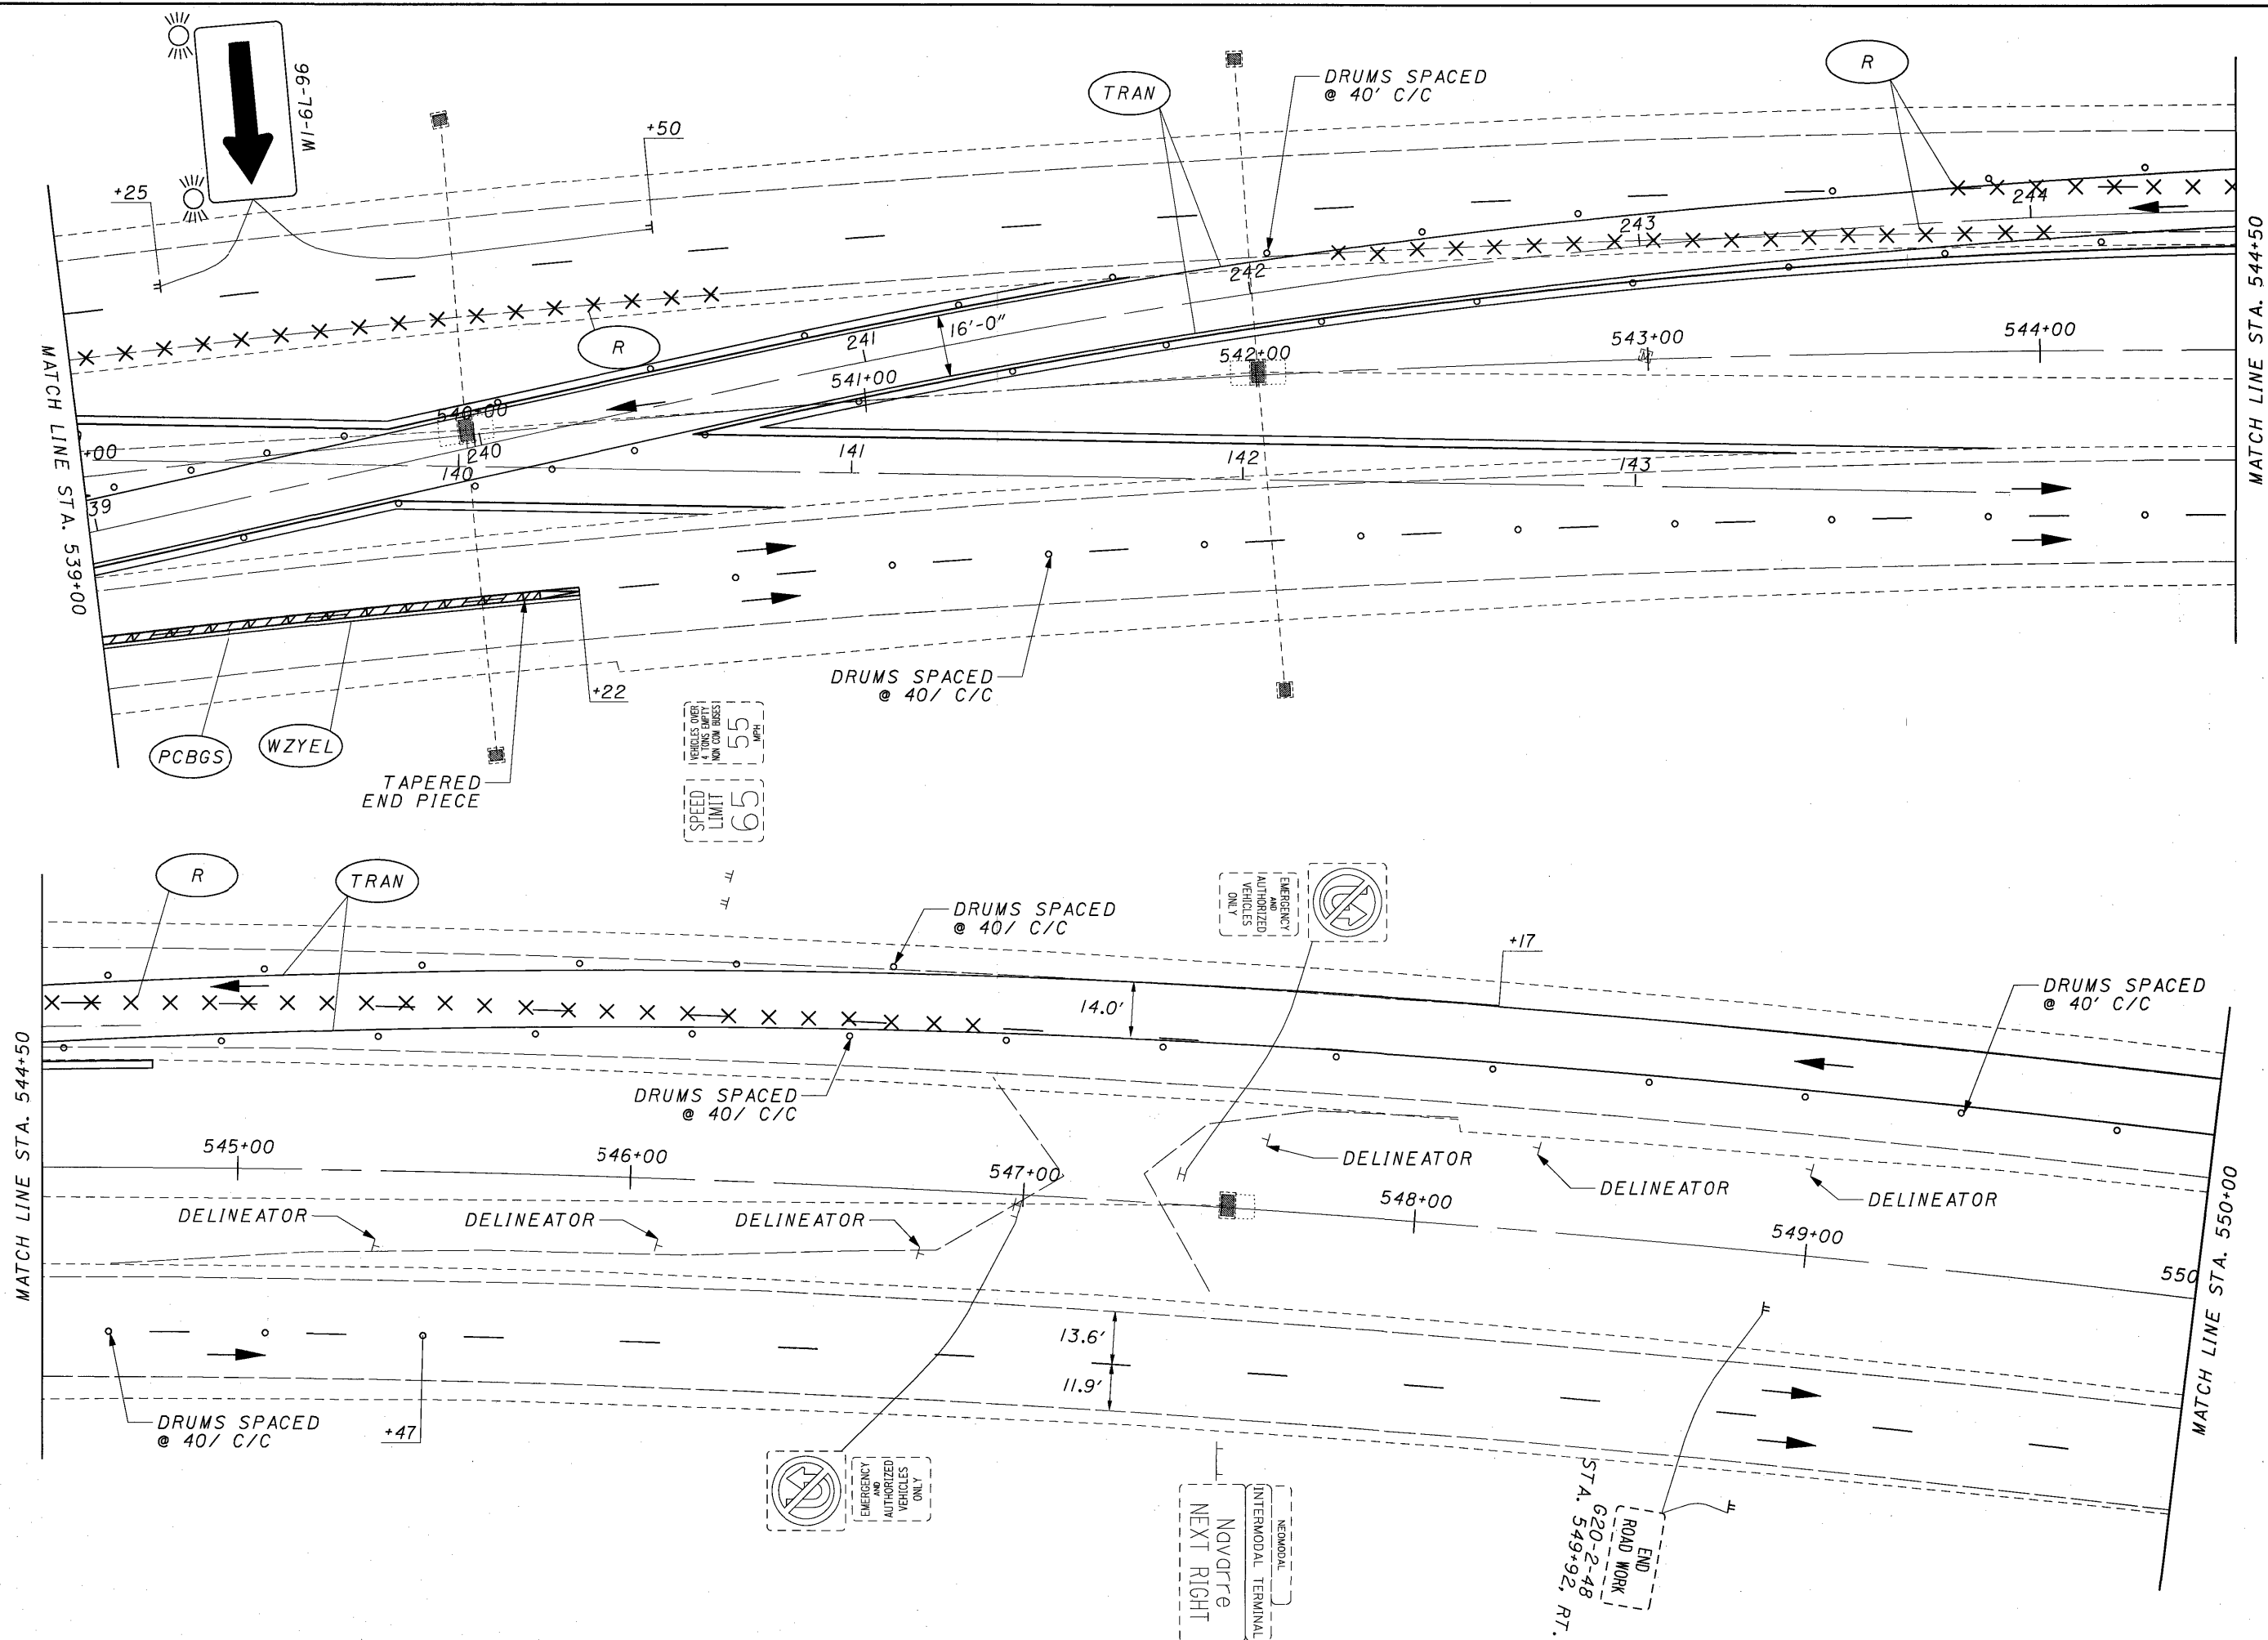 W1-6L-96
+25
+50
TRAN
DRUMS SPACED
@ 40' C/C
R
MATCH LINE STA. 539+00
MATCH LINE STA. 544+50
R
16'-0"
241
541+00
242
542+00
243
543+00
244
544+00
540+00
240
140
+00
39
141
142
143
DRUMS SPACED
@ 40/ C/C
+22
PCBGS
WZYEL
TAPERED
END PIECE
VEHICLES OVER
4 TONS EMPTY
NON COM BUSES
55
MPH
SPEED
LIMIT
65
R
TRAN
DRUMS SPACED
@ 40/ C/C
EMERGENCY
AND
AUTHORIZED
VEHICLES
ONLY
+17
DRUMS SPACED
@ 40' C/C
14.0'
MATCH LINE STA. 544+50
DRUMS SPACED
@ 40/ C/C
545+00
546+00
547+00
548+00
549+00
550
DELINEATOR
DELINEATOR
DELINEATOR
DELINEATOR
DELINEATOR
DELINEATOR
MATCH LINE STA. 550+00
13.6'
11.9'
DRUMS SPACED
@ 40/ C/C
+47
EMERGENCY
AND
AUTHORIZED
VEHICLES
ONLY
NEOMODAL
INTERMODAL TERMINAL
Navarre
NEXT RIGHT
END
ROAD WORK
G20-2-48
STA. 549+92, RT.